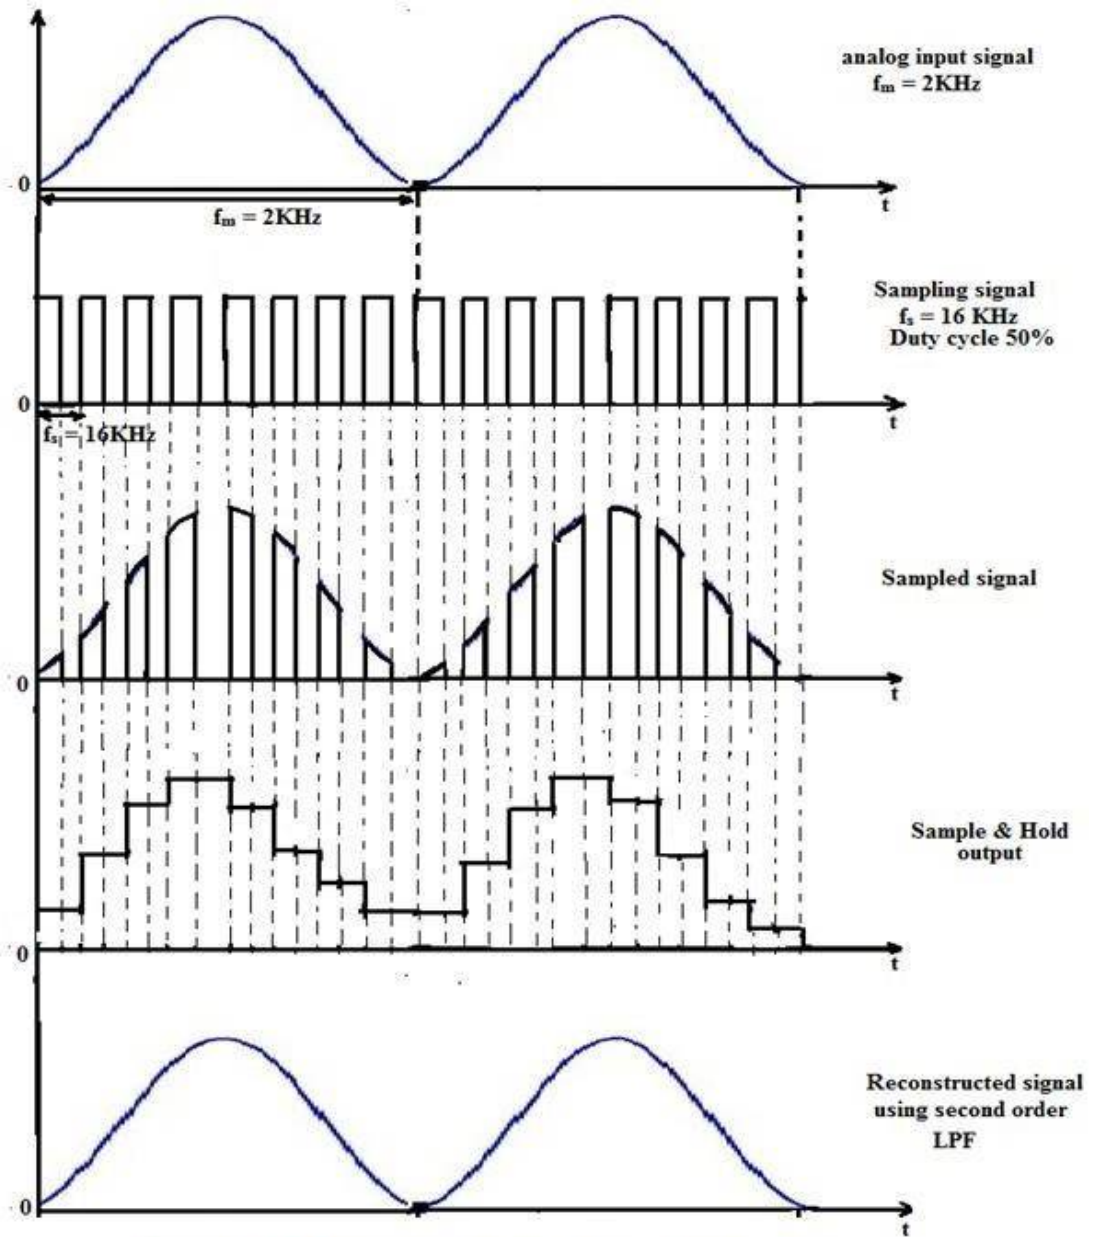 analog input signal
fₘ = 2KHz
0
t
fₘ = 2KHz
Sampling signal
fₛ = 16 KHz
Duty cycle 50%
0
t
fₛ = 16KHz
Sampled signal
0
t
Sample & Hold
output
0
t
Reconstructed signal
using second order
LPF
0
t